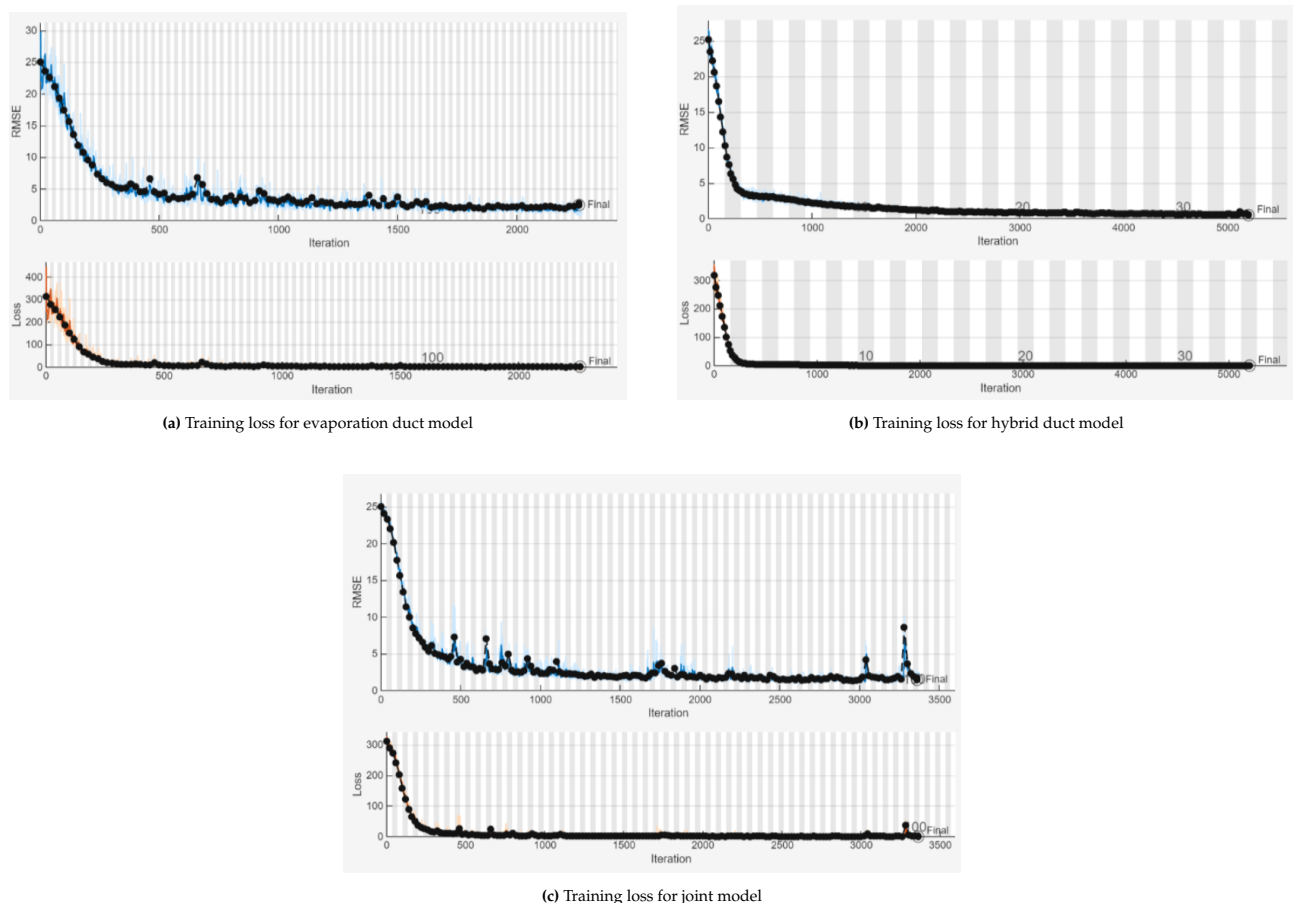 30
25
20
15
10
5
0
RMSE
0 500 1000 1500 2000
Iteration
Final
400
300
200
100
0
Loss
100
Final
0 500 1000 1500 2000
Iteration
(a) Training loss for evaporation duct model
25
20
15
10
5
0
RMSE
20 30
Final
0 1000 2000 3000 4000 5000
Iteration
300
200
100
0
Loss
10 20 30
Final
0 1000 2000 3000 4000 5000
Iteration
(b) Training loss for hybrid duct model
25
20
15
10
5
0
RMSE
Final
0 500 1000 1500 2000 2500 3000 3500
Iteration
300
200
100
0
Loss
00
Final
0 500 1000 1500 2000 2500 3000 3500
Iteration
(c) Training loss for joint model